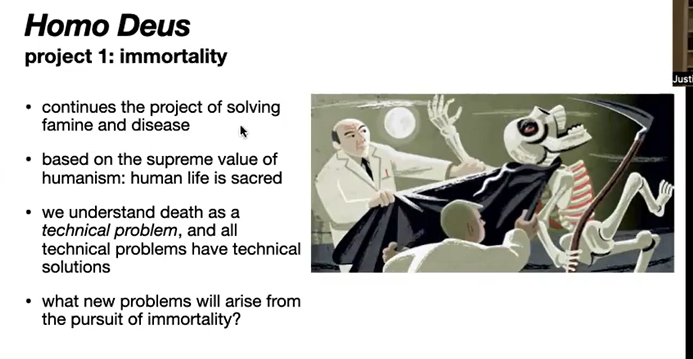 Homo Deus
project 1: immortality
• continues the project of solving
famine and disease
• based on the supreme value of
humanism: human life is sacred
• we understand death as a
technical problem, and all
technical problems have technical
solutions
• what new problems will arise from
the pursuit of immortality?
Justi